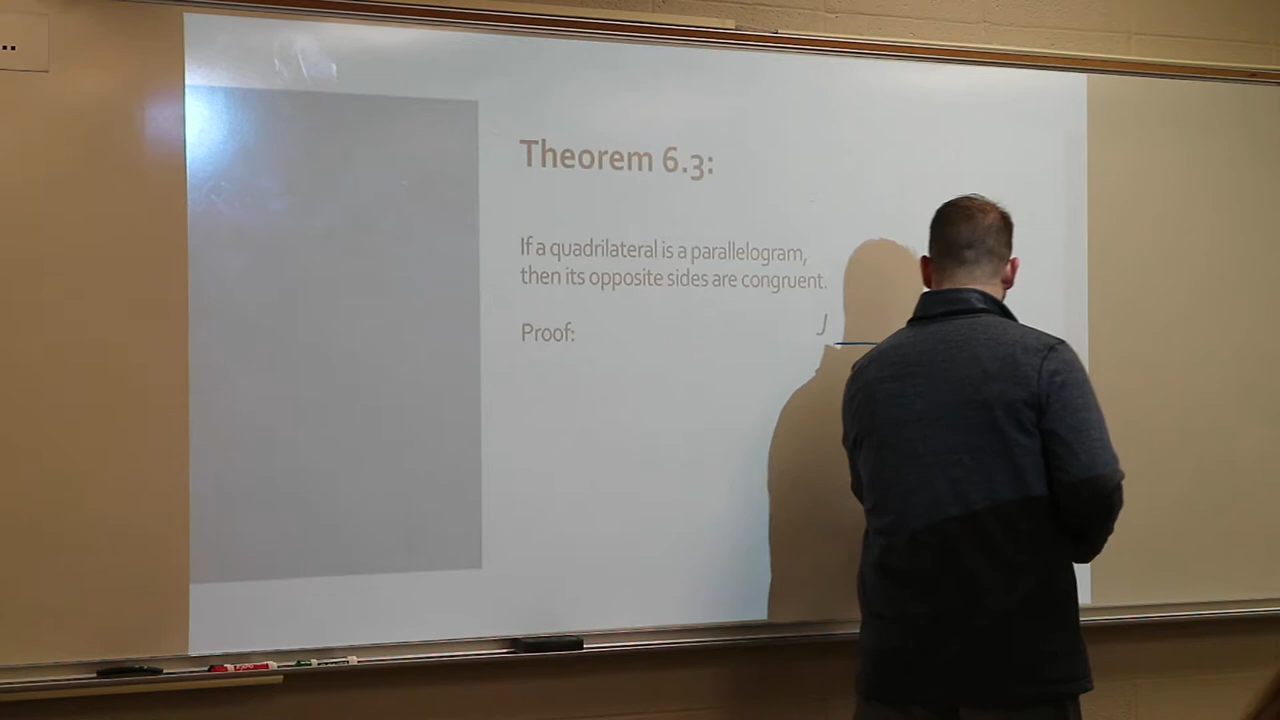 Theorem 6.3:
If a quadrilateral is a parallelogram,
then its opposite sides are congruent.
Proof:
J